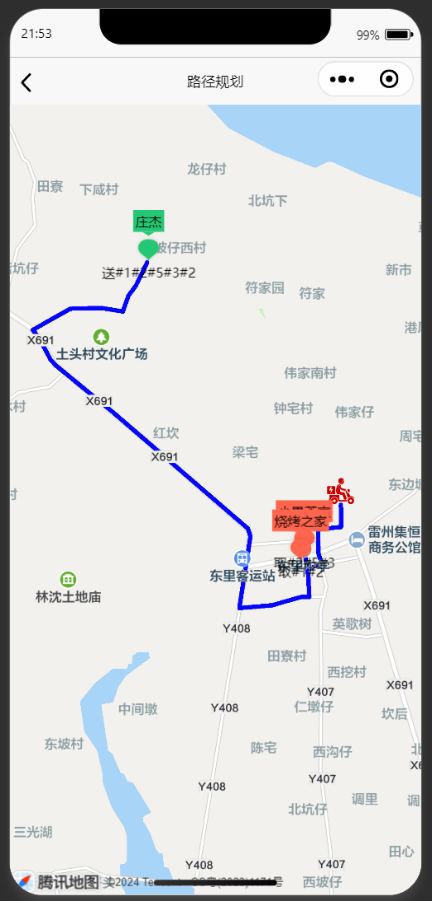 21:53
99%
路径规划
龙仔村
田寮
下咸村
北坑下
庄杰
坡仔西村
坑仔
新市
送#1#2#5#3#2
符家园
符家
X691
土头村文化广场
伟家南村
X691
钟宅村
伟家仔
红坎
周宅
X691
梁宅
东边塘
烧烤之家
雷州集恒
商务公馆
东里客运站
取#1#2
林沈土地庙
X691
英歌树
Y408
田寮村
西挖村
X691
Y407
中间墩
Y408
仁墩仔
坎后
东坡村
陈宅
西沟仔
Y407
Y408
调里
北坑仔
三光湖
田心
Y408
Y407
西坡仔
腾讯地图